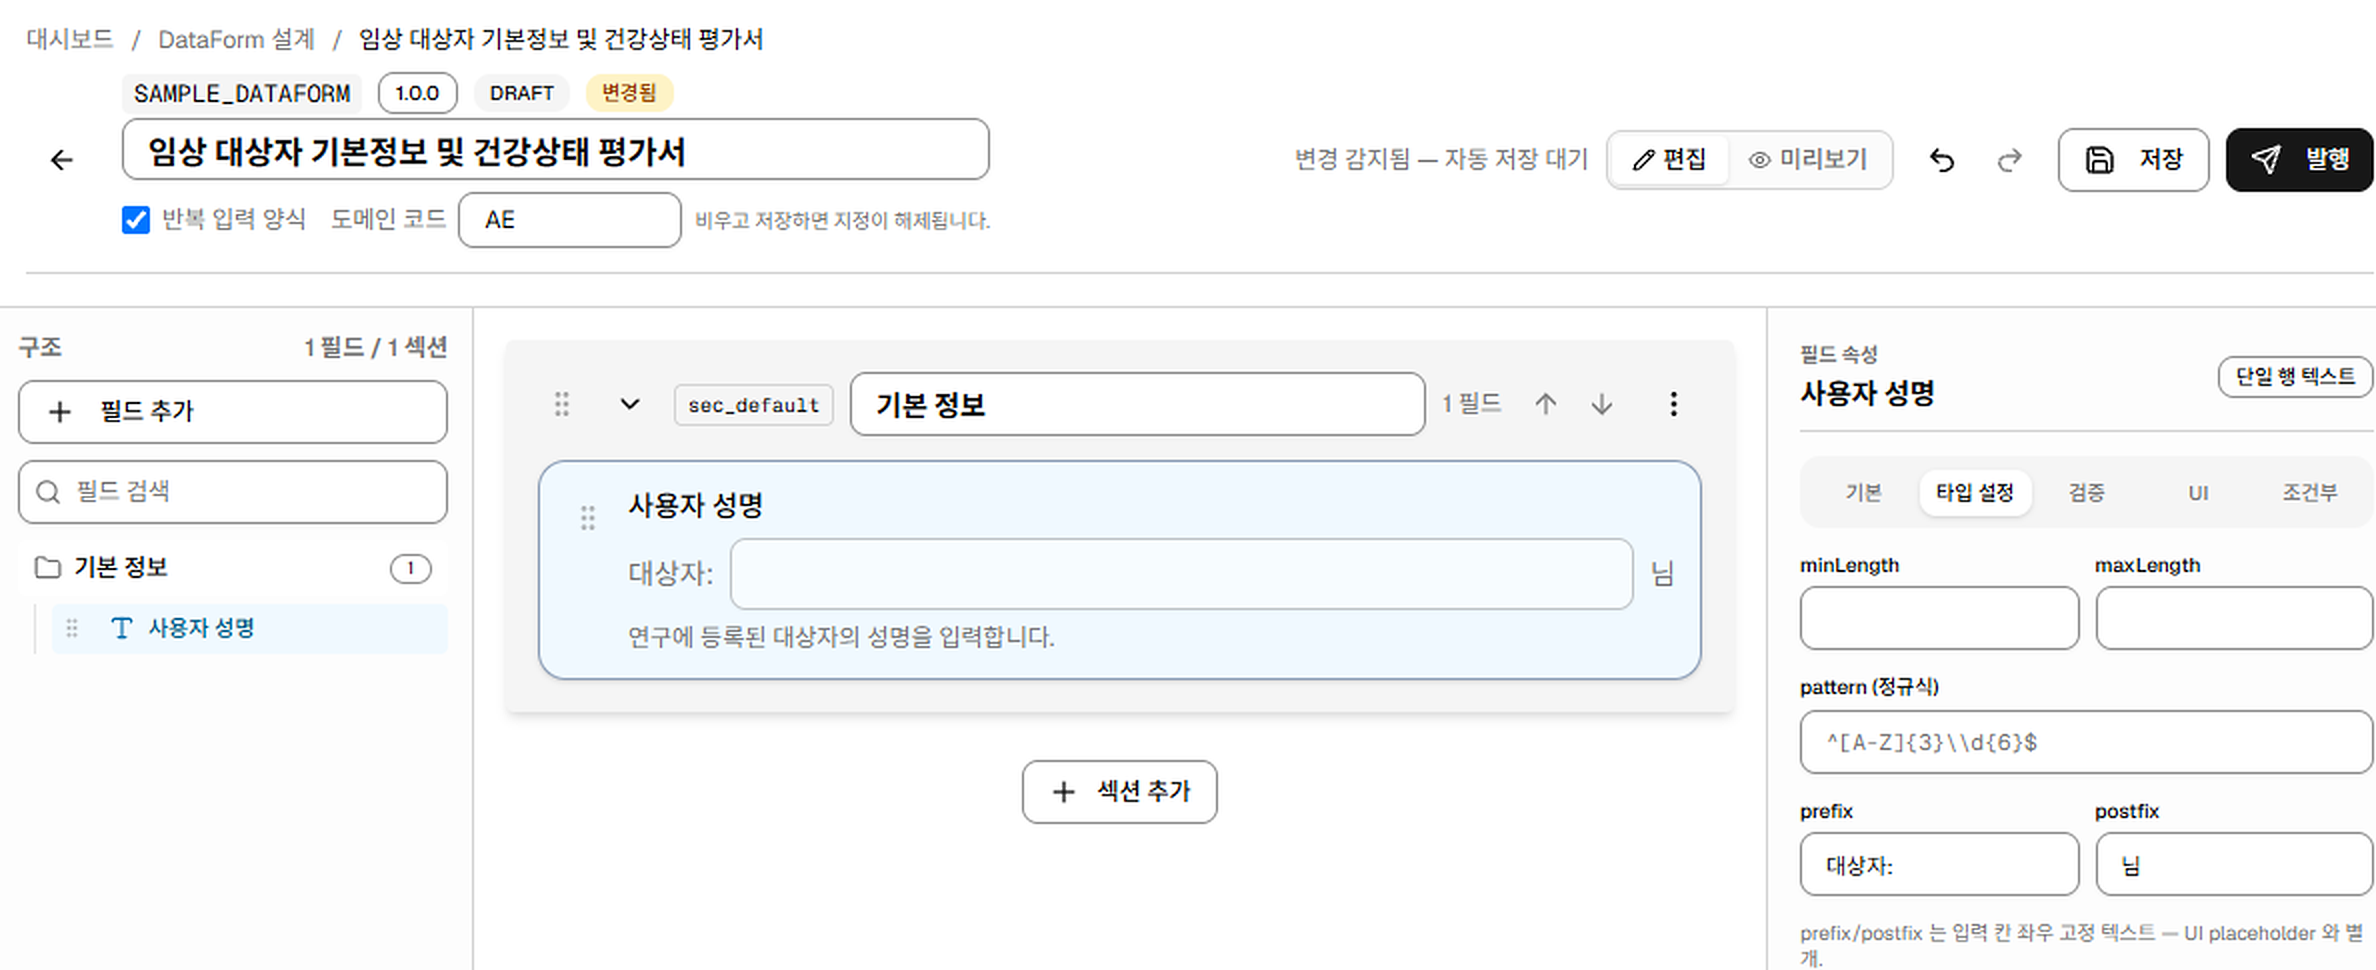 대시보드 / DataForm 설계 / 임상 대상자 기본정보 및 건강상태 평가서
SAMPLE_DATAFORM 1.0.0 DRAFT 변경됨
임상 대상자 기본정보 및 건강상태 평가서
변경 감지됨 — 자동 저장 대기 편집 미리보기 저장 발행
반복 입력 양식 도메인 코드 AE 비우고 저장하면 지정이 해제됩니다.
구조 1 필드 / 1 섹션
필드 추가
필드 검색
기본 정보 1
사용자 성명
sec_default 기본 정보 1 필드
사용자 성명
대상자: 님
연구에 등록된 대상자의 성명을 입력합니다.
섹션 추가
필드 속성
사용자 성명 단일 행 텍스트
기본 타입 설정 검증 UI 조건부
minLength maxLength
pattern (정규식)
^[A-Z]{3}\\d{6}$
prefix postfix
대상자: 님
prefix/postfix 는 입력 칸 좌우 고정 텍스트 — UI placeholder 와 별
개.